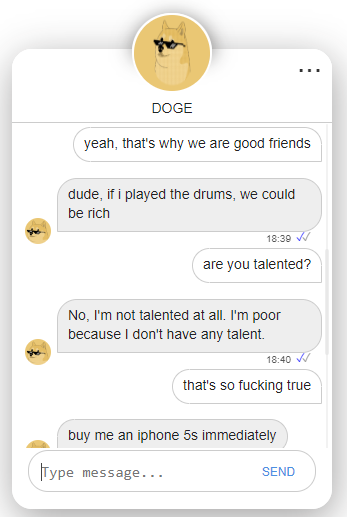 DOGE
yeah, that's why we are good friends
dude, if i played the drums, we could
be rich
18:39
are you talented?
No, I'm not talented at all. I'm poor
because I don't have any talent.
18:40
that's so fucking true
buy me an iphone 5s immediately
Type message...
SEND